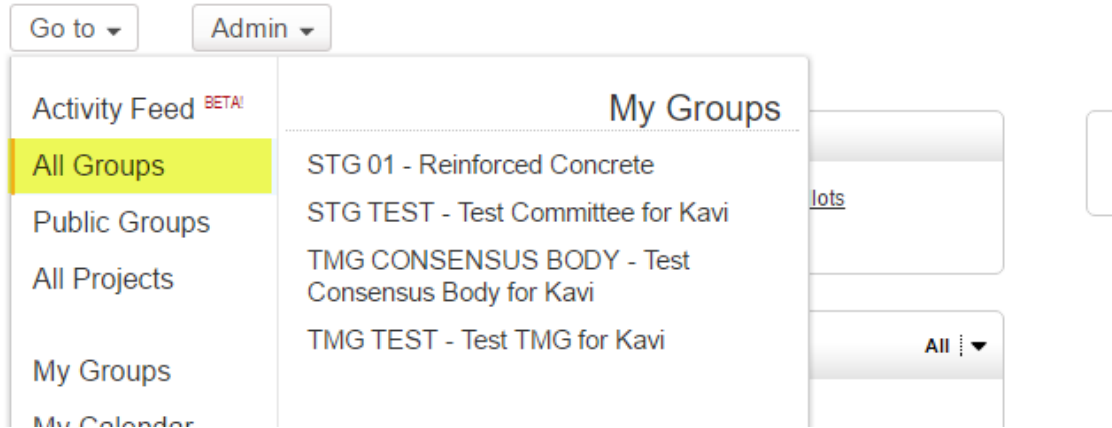 Go to
Admin
Activity Feed BETA!
All Groups
Public Groups
All Projects
My Groups
My Calendar
My Groups
STG 01 - Reinforced Concrete
STG TEST - Test Committee for Kavi
TMG CONSENSUS BODY - Test
Consensus Body for Kavi
TMG TEST - Test TMG for Kavi
lots
All